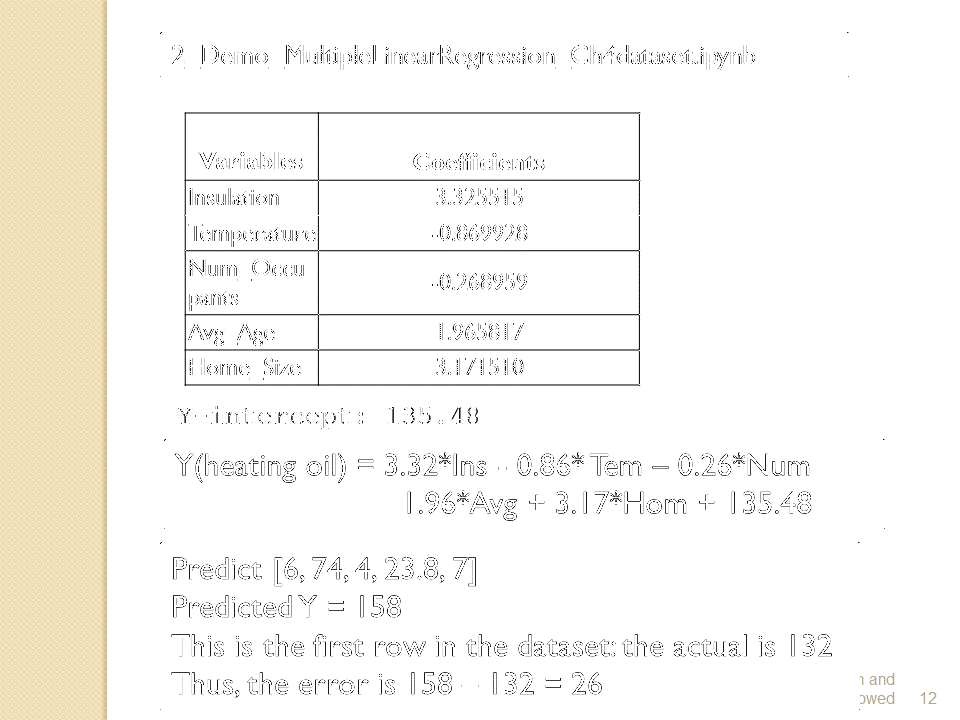 2_Demo_MultipleLinearRegression_Ch4dataset.ipynb
Variables Coefficients
Insulation 3.325515
Temperature -0.869928
Num_Occu
pants -0.268959
Avg_Age 1.965817
Home_Size 3.171510
Y-intercept: 135.48
Y(heating oil) = 3.32*Ins - 0.86* Tem – 0.26*Num
1.96*Avg + 3.17*Hom + 135.48
Predict [6, 74, 4, 23.8, 7]
Predicted Y = 158
This is the first row in the dataset: the actual is 132
Thus, the error is 158 – 132 = 26
n and
owed 12